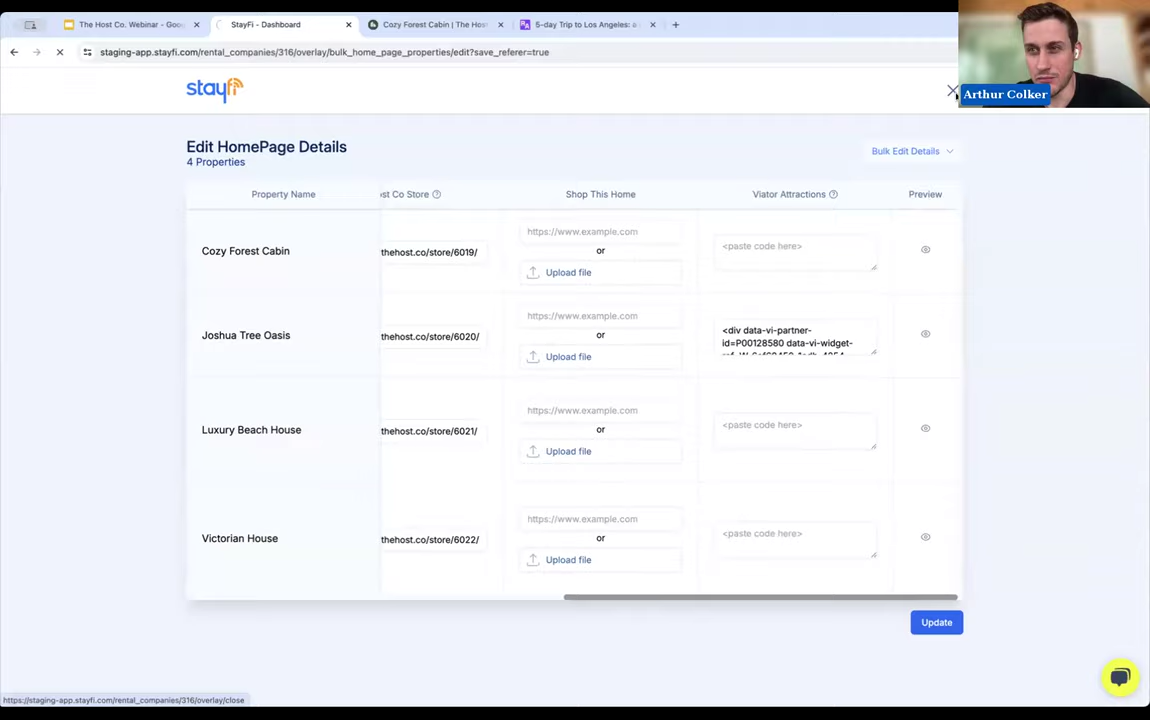 The Host Co. Webinar - Goo
StayFi - Dashboard
Cozy Forest Cabin | The Host
5-day Trip to Los Angeles: a
staging-app.stayfi.com/rental_companies/316/overlay/bulk_home_page_properties/edit?save_referer=true
Arthur Colker
stayfi
Edit HomePage Details
4 Properties
Bulk Edit Details
Property Name
st Co Store
Shop This Home
Viator Attractions
Preview
Cozy Forest Cabin
thehost.co/store/6019/
https://www.example.com
or
Upload file
<paste code here>
Joshua Tree Oasis
thehost.co/store/6020/
https://www.example.com
or
Upload file
<div data-vi-partner-
id=P00128580 data-vi-widget-
Luxury Beach House
thehost.co/store/6021/
https://www.example.com
or
Upload file
<paste code here>
Victorian House
thehost.co/store/6022/
https://www.example.com
or
Upload file
<paste code here>
Update
https://staging-app.stayfi.com/rental_companies/316/overlay/close